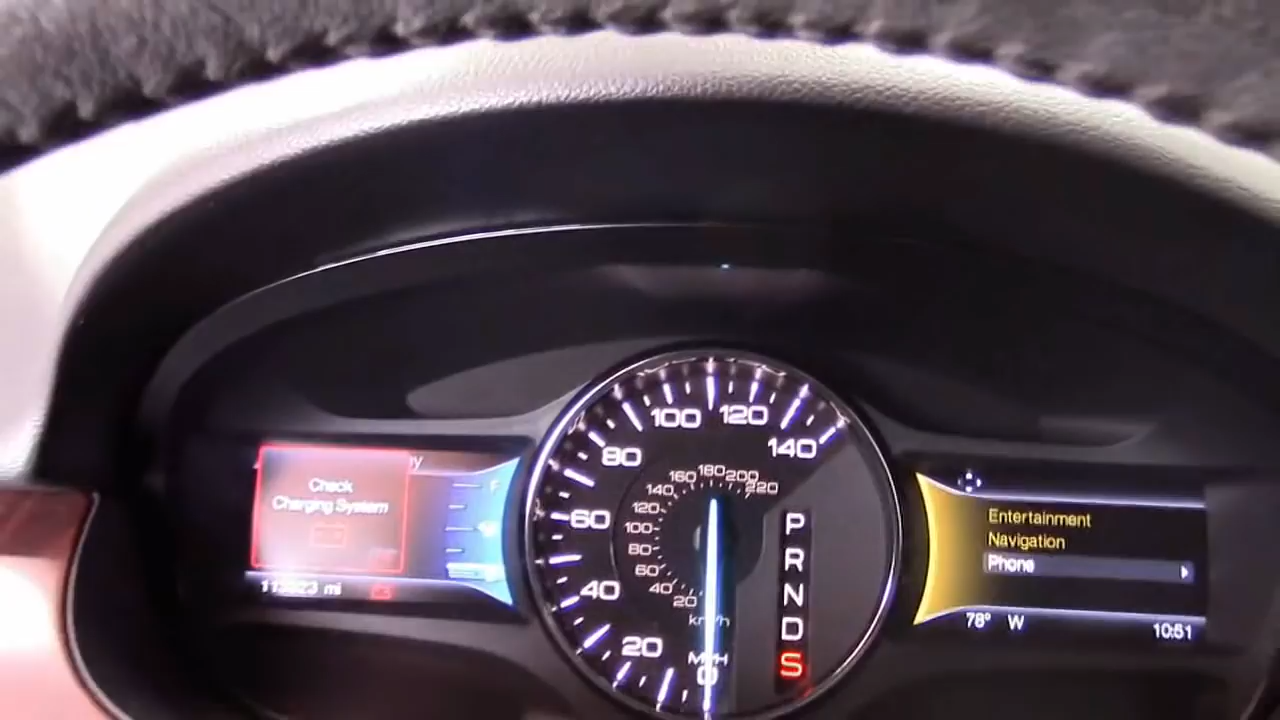 Check
Charging System
mi
F
100 120
80 140
60
40
20
MPH
0
160 180 200
140 220
120
100
80
60
40
20
km/h
P
R
N
D
S
Entertainment
Navigation
Phone
78° W 10:51